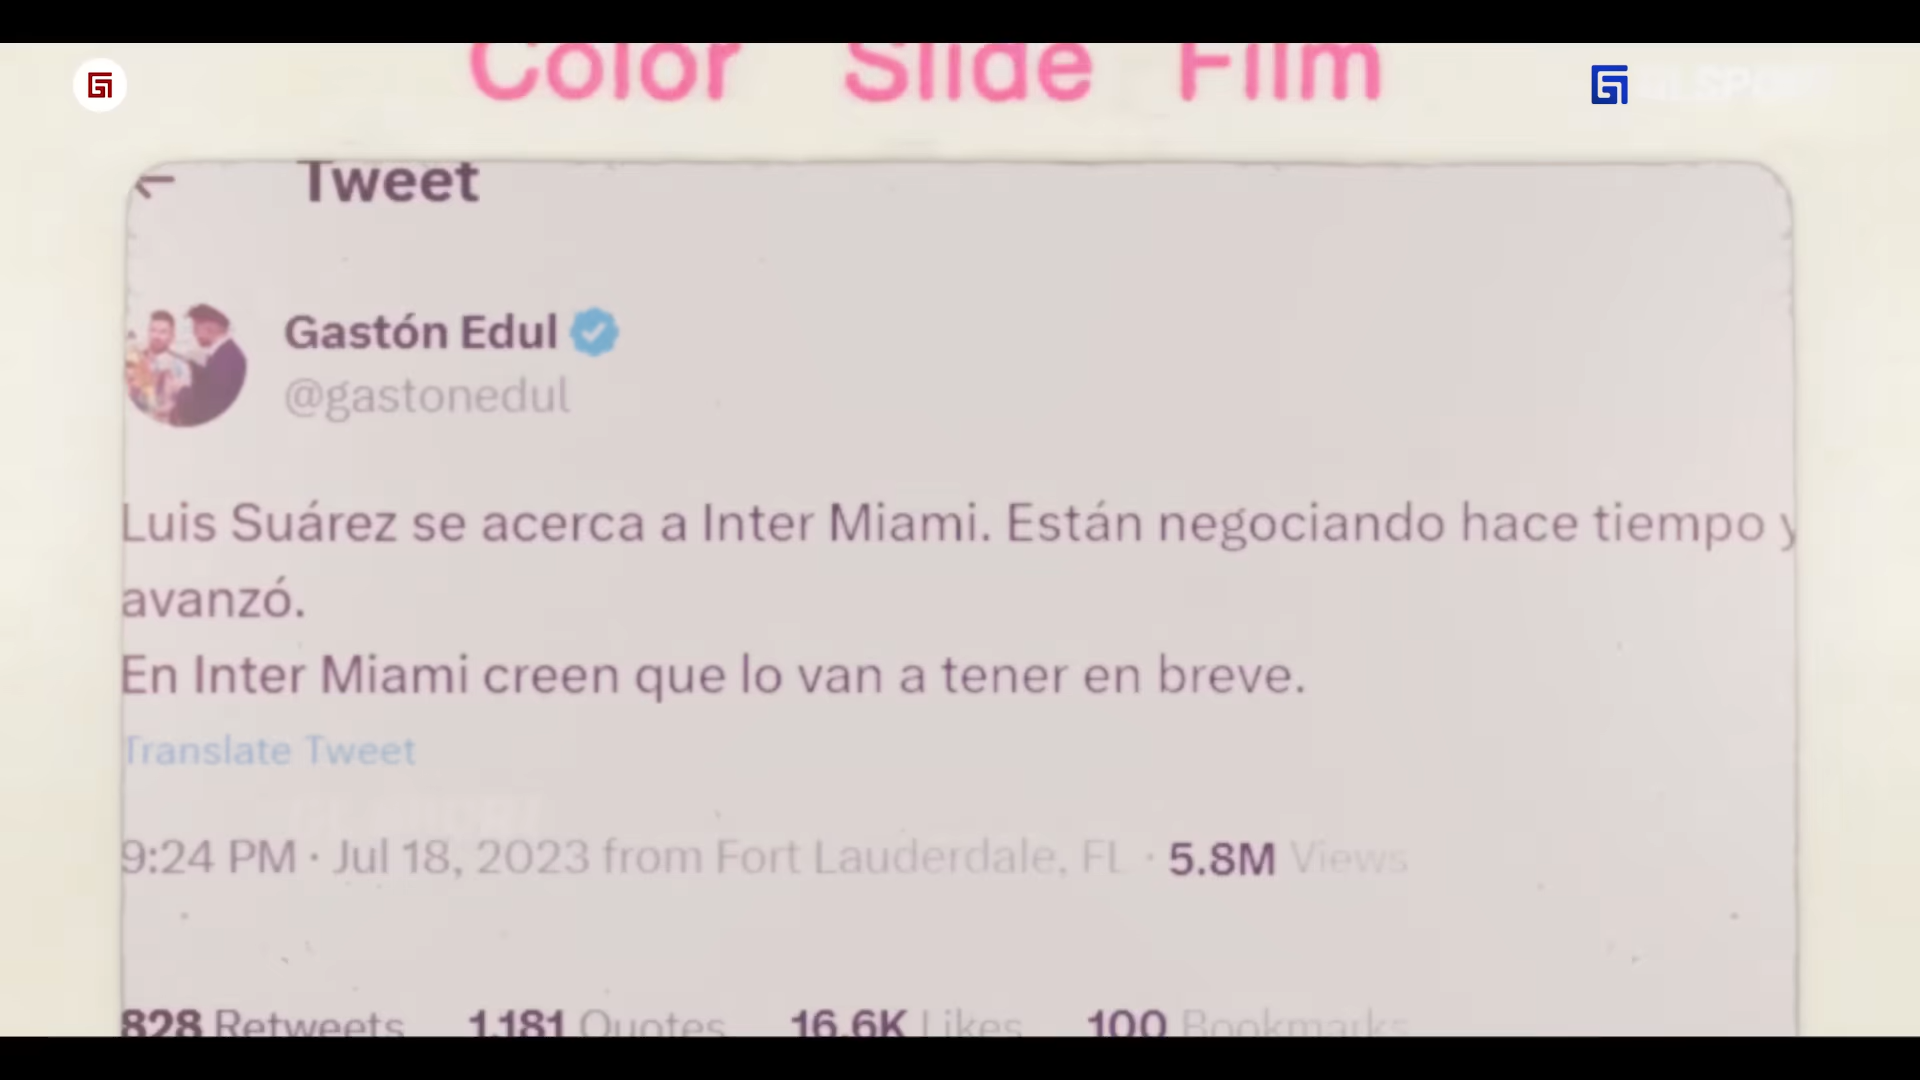 Color Slide Film
Tweet
Gastón Edul
@gastonedul
Luis Suárez se acerca a Inter Miami. Están negociando hace tiempo y
avanzó.
En Inter Miami creen que lo van a tener en breve.
Translate Tweet
9:24 PM · Jul 18, 2023 from Fort Lauderdale, FL · 5.8M Views
828 Retweets 1,181 Quotes 16.6K Likes 100 Bookmarks